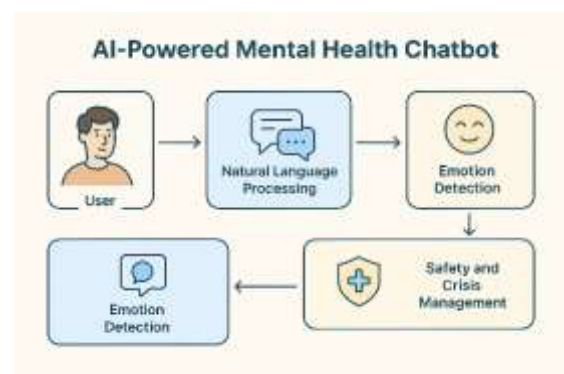 AI-Powered Mental Health Chatbot
User
Natural Language
Processing
Emotion
Detection
Safety and
Crisis
Management
Emotion
Detection